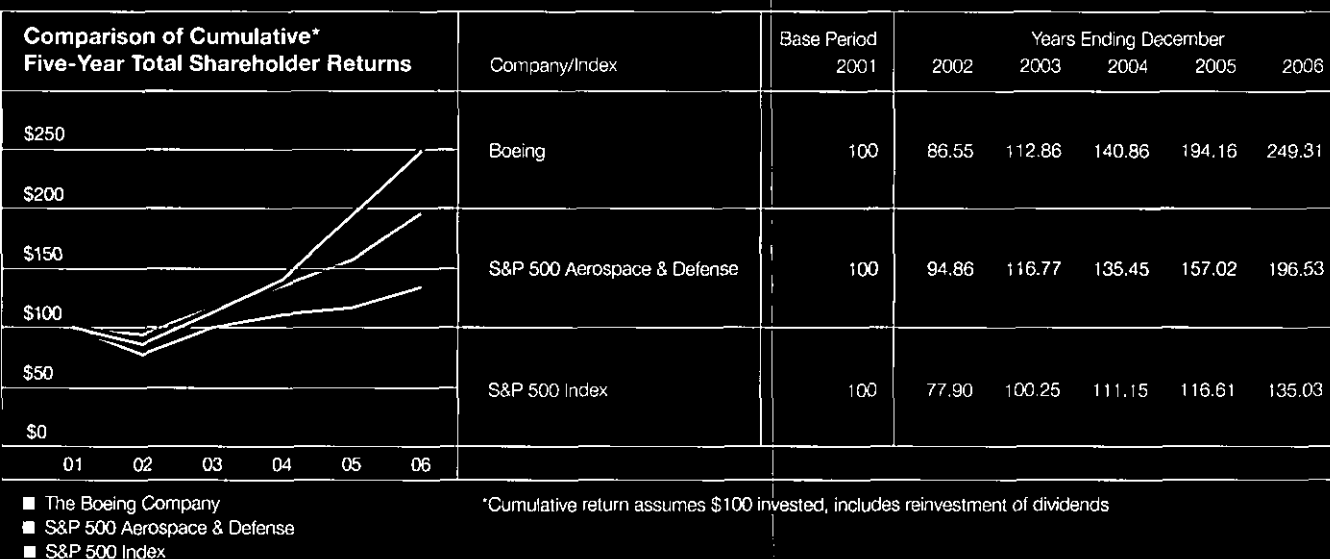 Comparison of Cumulative*
Five-Year Total Shareholder Returns
$250
$200
$150
$100
$50
$0
01 02 03 04 05 06
■ The Boeing Company
■ S&P 500 Aerospace & Defense
■ S&P 500 Index
Company/Index Base Period 2001 Years Ending December 2002 2003 2004 2005 2006
Boeing 100 86.55 112.86 140.86 194.16 249.31
S&P 500 Aerospace & Defense 100 94.86 116.77 135.45 157.02 196.53
S&P 500 Index 100 77.90 100.25 111.15 116.61 135.03
*Cumulative return assumes $100 invested, includes reinvestment of dividends